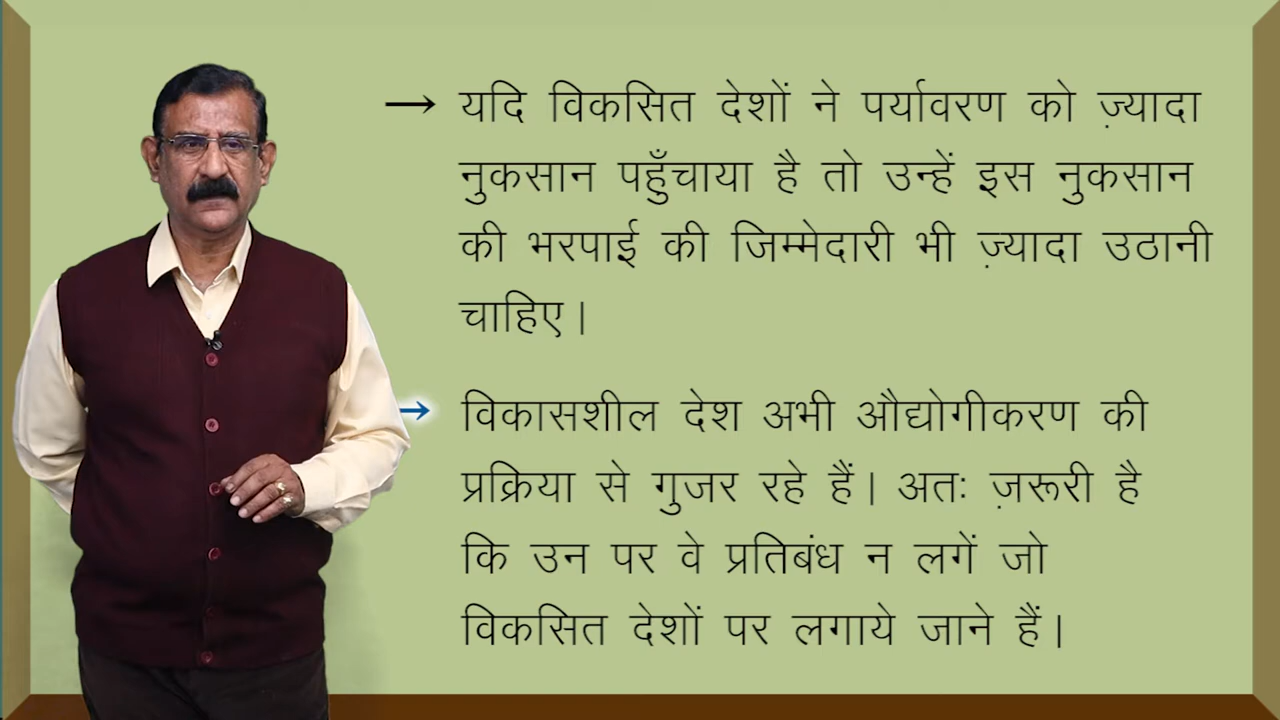 → यदि विकसित देशों ने पर्यावरण को ज़्यादा
नुकसान पहुँचाया है तो उन्हें इस नुकसान
की भरपाई की जिम्मेदारी भी ज़्यादा उठानी
चाहिए।
→ विकासशील देश अभी औद्योगीकरण की
प्रक्रिया से गुजर रहे हैं। अतः ज़रूरी है
कि उन पर वे प्रतिबंध न लगें जो
विकसित देशों पर लगाये जाने हैं।